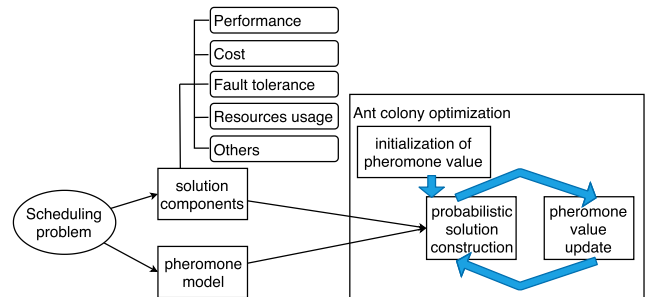 Performance
Cost
Fault tolerance
Resources usage
Others
Ant colony optimization
initialization of
pheromone value
solution
components
Scheduling
problem
probabilistic
solution
construction
pheromone
value
update
pheromone
model